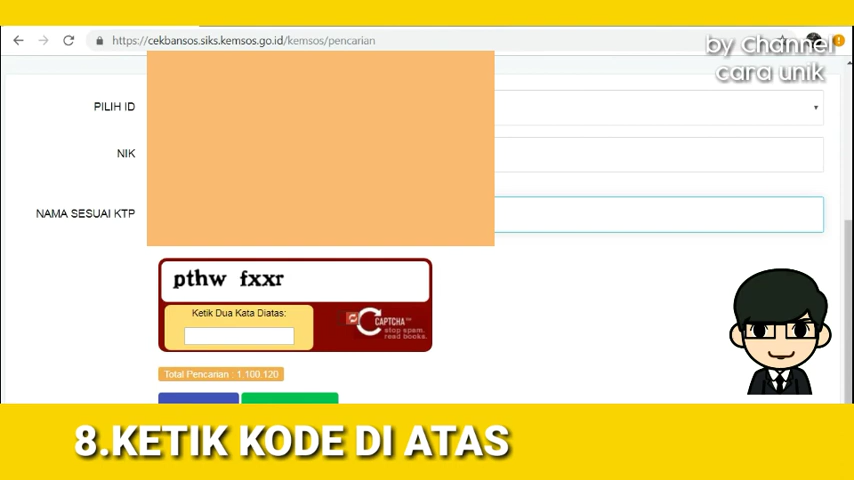 https://cekbansos.siks.kemsos.go.id/kemsos/pencarian
by Channel
cara unik
PILIH ID
NIK
NAMA SESUAI KTP
pthw fxxr
Ketik Dua Kata Diatas:
CAPTCHA™
stop spam.
read books.
Total Pencarian : 1.100.120
8.KETIK KODE DI ATAS